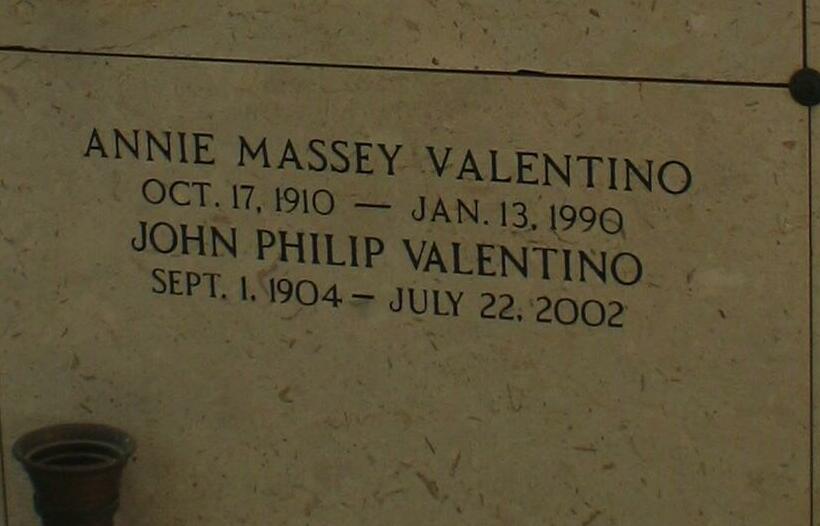 ANNIE MASSEY VALENTINO
OCT. 17, 1910 — JAN. 13, 1990
JOHN PHILIP VALENTINO
SEPT. 1, 1904 — JULY 22, 2002